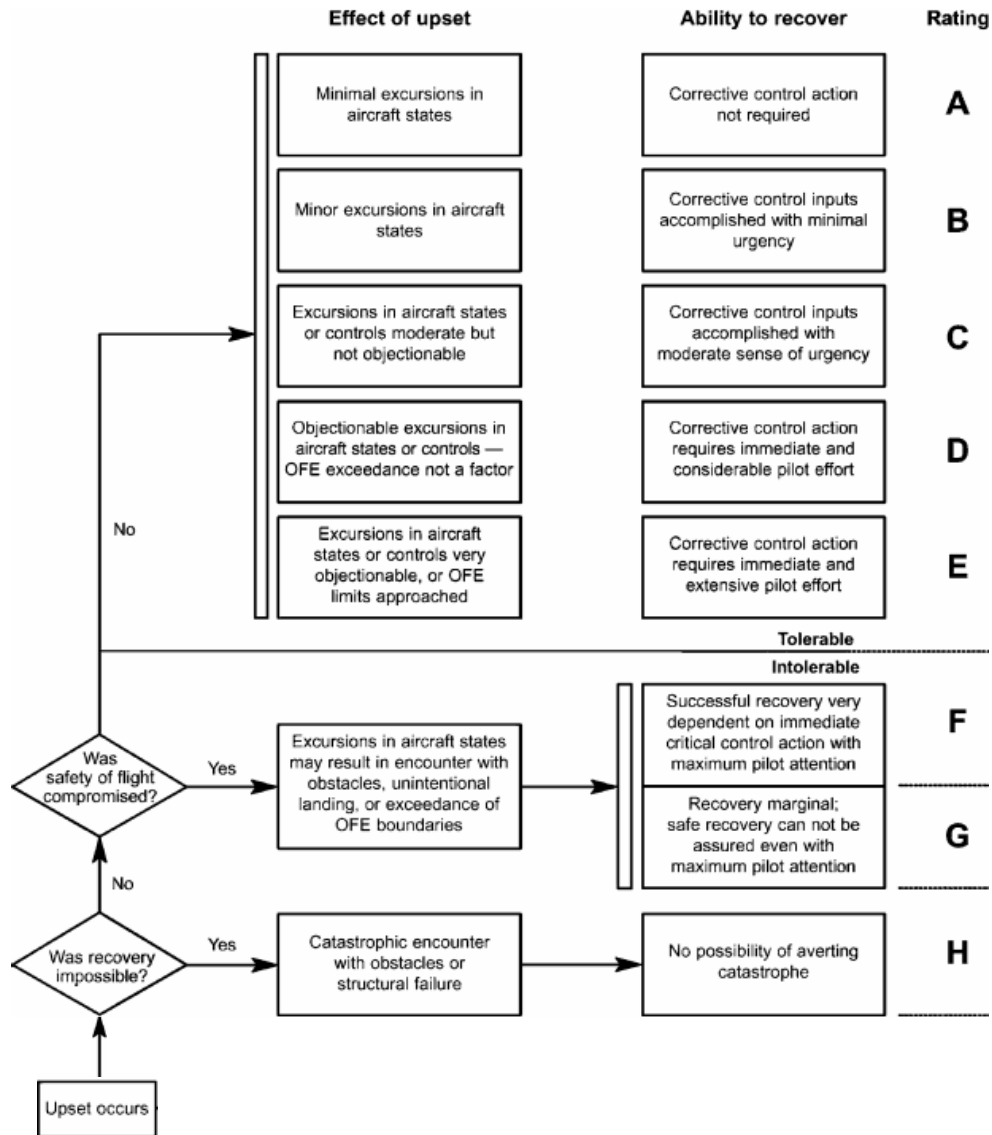 Effect of upset
Ability to recover
Rating
Minimal excursions in
aircraft states
Corrective control action
not required
A
Minor excursions in aircraft
states
Corrective control inputs
accomplished with minimal
urgency
B
Excursions in aircraft states
or controls moderate but
not objectionable
Corrective control inputs
accomplished with
moderate sense of urgency
C
Objectionable excursions in
aircraft states or controls —
OFE exceedance not a factor
Corrective control action
requires immediate and
considerable pilot effort
D
No
Excursions in aircraft
states or controls very
objectionable, or OFE
limits approached
Corrective control action
requires immediate and
extensive pilot effort
E
Tolerable
Intolerable
Was
safety of flight
compromised?
Yes
Excursions in aircraft states
may result in encounter with
obstacles, unintentional
landing, or exceedance of
OFE boundaries
Successful recovery very
dependent on immediate
critical control action with
maximum pilot attention
F
Recovery marginal;
safe recovery can not be
assured even with
maximum pilot attention
G
No
Was recovery
impossible?
Yes
Catastrophic encounter
with obstacles or
structural failure
No possibility of averting
catastrophe
H
Upset occurs